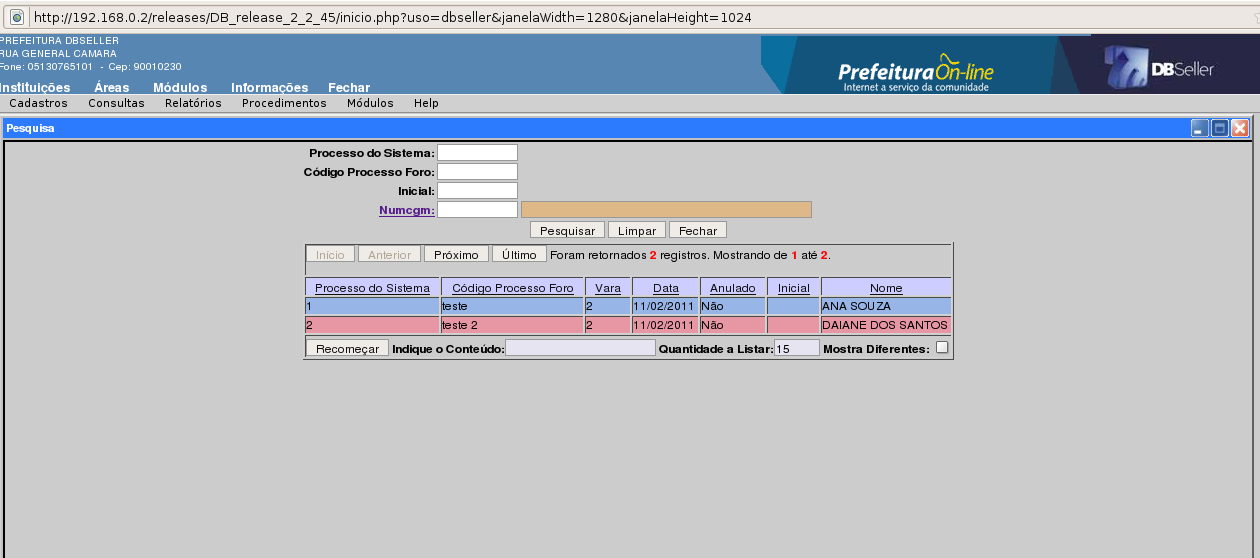 http://192.168.0.2/releases/DB_release_2_2_45/inicio.php?uso=dbseller&janelaWidth=1280&janelaHeight=1024
PREFEITURA DBSELLER
RUA GENERAL CAMARA
Fone: 05130765101 - Cep: 90010230
Instituições Áreas Módulos Informações Fechar
Prefeitura On-line
Internet a serviço da comunidade
DBSeller
Cadastros Consultas Relatórios Procedimentos Módulos Help
Pesquisa
Processo do Sistema:
Código Processo Foro:
Inicial:
Numcgm:
Pesquisar Limpar Fechar
Início Anterior Próximo Último Foram retornados 2 registros. Mostrando de 1 até 2.
Processo do Sistema Código Processo Foro Vara Data Anulado Inicial Nome
1 teste 2 11/02/2011 Não ANA SOUZA
2 teste 2 2 11/02/2011 Não DAIANE DOS SANTOS
Recomeçar Indique o Conteúdo: Quantidade a Listar: 15 Mostra Diferentes: